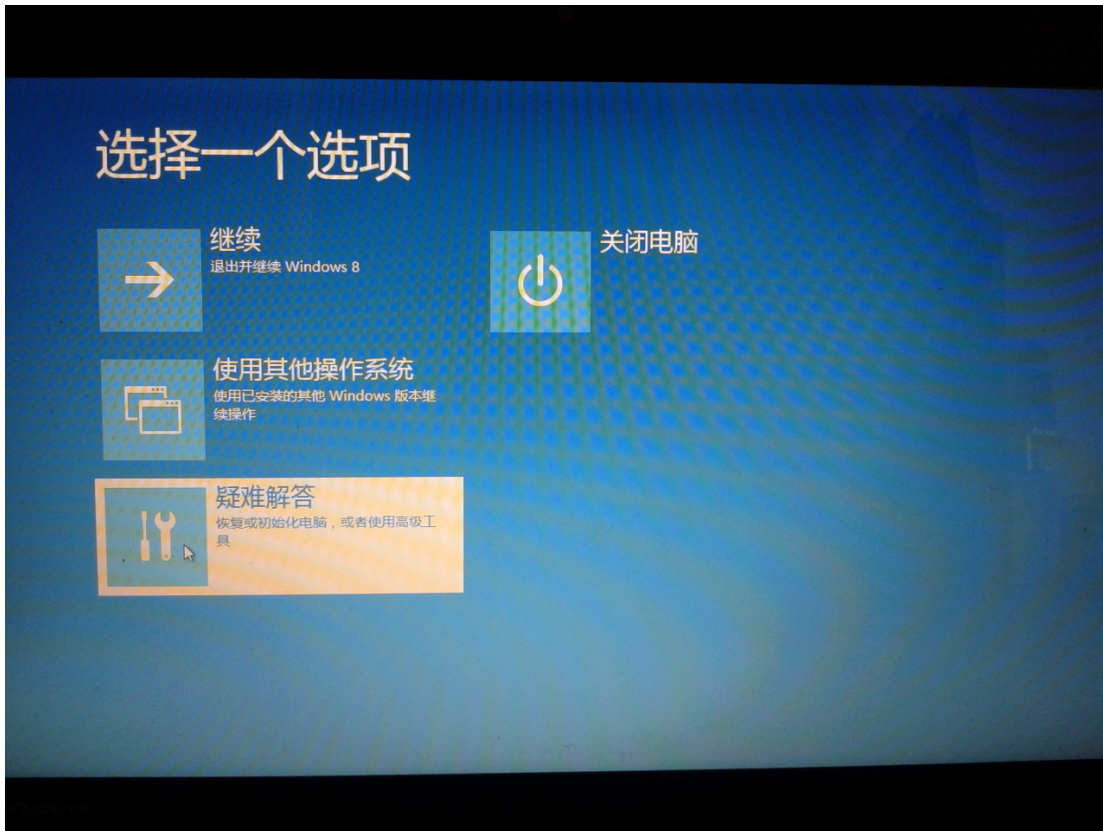 选择一个选项
继续
退出并继续 Windows 8
关闭电脑
使用其他操作系统
使用已安装的其他 Windows 版本继
续操作
疑难解答
恢复或初始化电脑，或者使用高级工
具